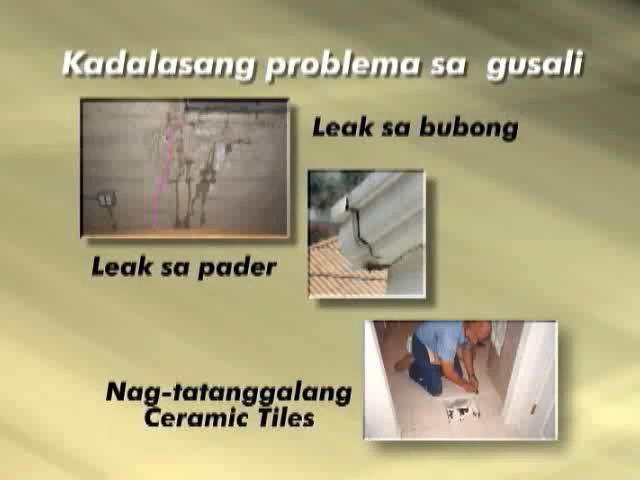 Kadalasang problema sa gusali
Leak sa bubong
Leak sa pader
Nag-tatanggalang
Ceramic Tiles